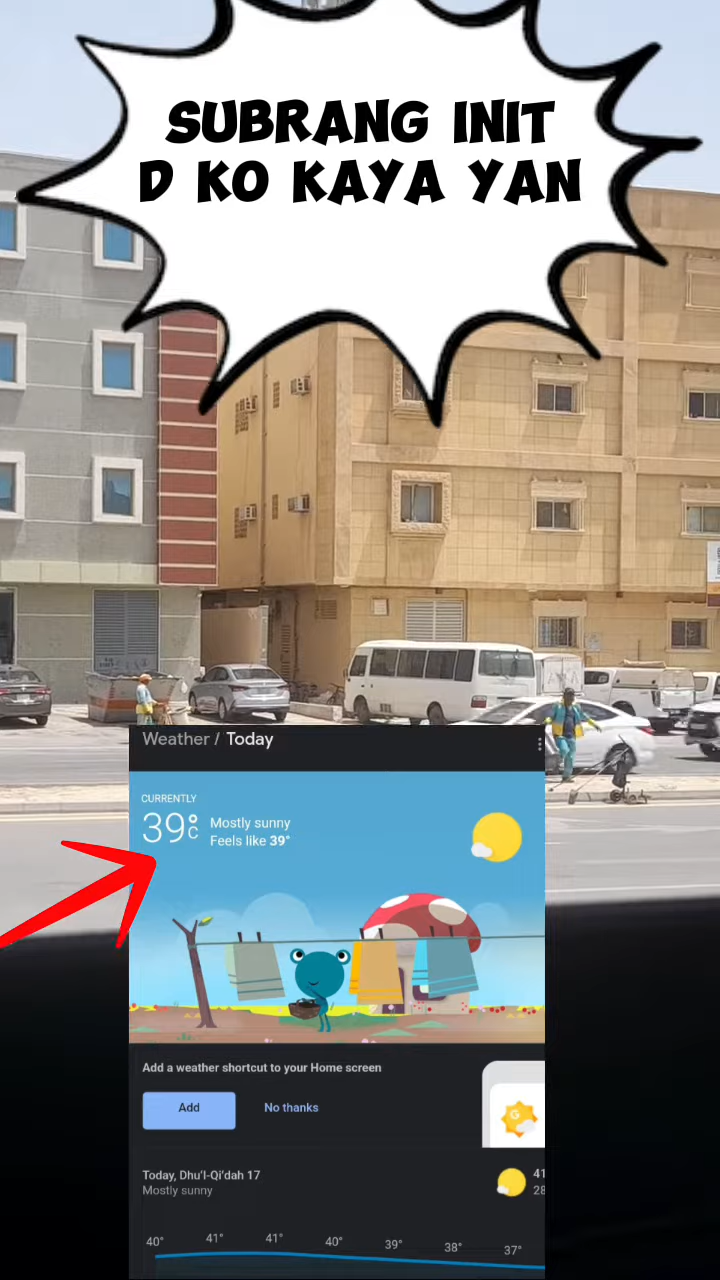 SUBRANG INIT
D KO KAYA YAN
Weather / Today
CURRENTLY
39°C
Mostly sunny
Feels like 39°
Add a weather shortcut to your Home screen
Add
No thanks
G
Today, Dhu'l-Qi'dah 17
Mostly sunny
41
28
40° 41° 41° 40° 39° 38° 37°